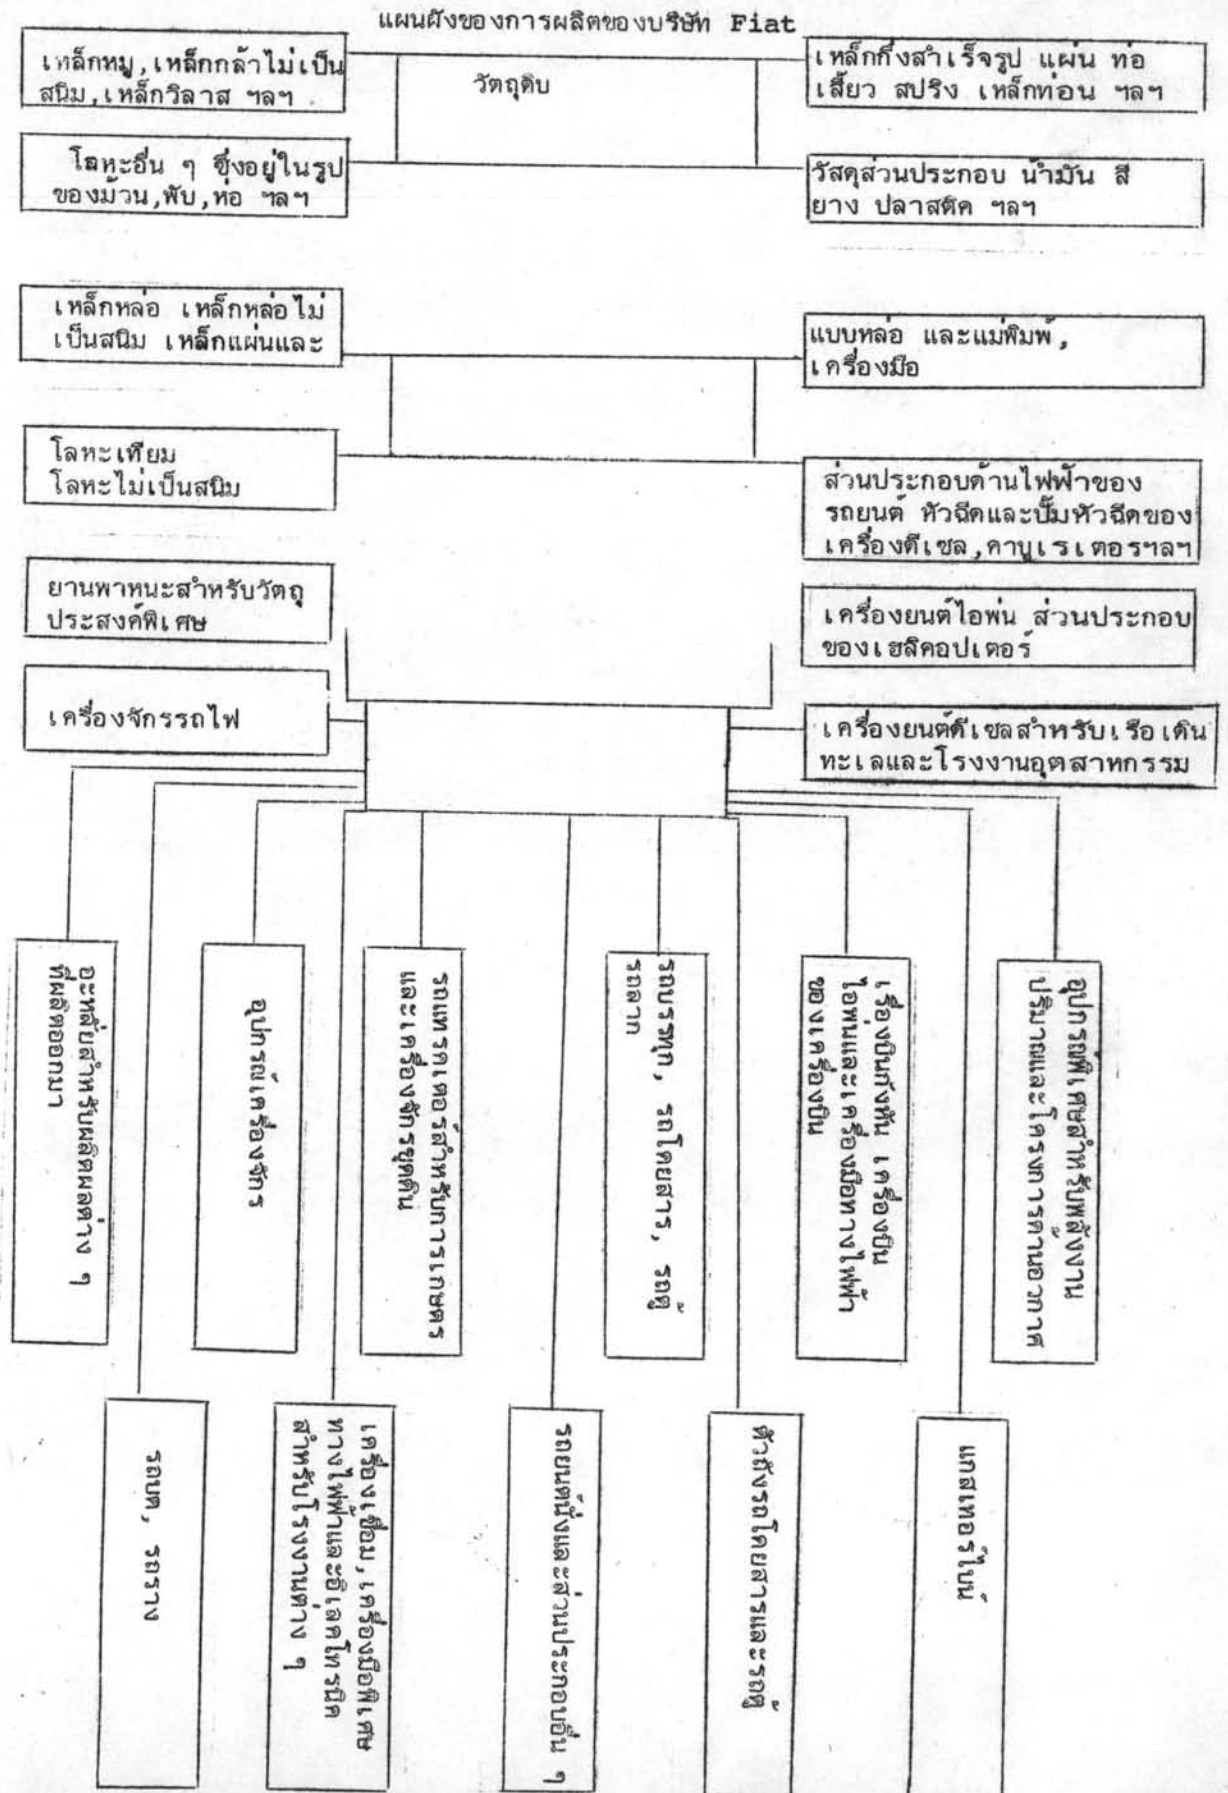 แผนผังของการผลิตของบริษัท Fiat
เหล็กหมู,เหล็กกล้าไม่เป็น
สนิม,เหล็กวิลาส ฯลฯ
วัตถุดิบ
เหล็กกึ่งสำเร็จรูป แผ่น ท่อ
เสี้ยว สปริง เหล็กท่อน ฯลฯ
โลหะอื่น ๆ ซึ่งอยู่ในรูป
ของม้วน,พับ,ห่อ ฯลฯ
วัสดุส่วนประกอบ น้ำมัน สี
ยาง ปลาสติค ฯลฯ
เหล็กหล่อ เหล็กหล่อไม่
เป็นสนิม เหล็กแผ่นและ
แบบหล่อ และแม่พิมพ์,
เครื่องมือ
โลหะเทียม
โลหะไม่เป็นสนิม
ส่วนประกอบด้านไฟฟ้าของ
รถยนต์ หัวฉีดและปั๊มหัวฉีดของ
เครื่องดีเซล,คาบูเรเตอรฯลฯ
ยานพาหนะสำหรับวัตถุ
ประสงค์พิเศษ
เครื่องยนต์ไอพ่น ส่วนประกอบ
ของเฮลิคอปเตอร์
เครื่องจักรรถไฟ
เครื่องยนต์ดีเซลสำหรับเรือเดิน
ทะเลและโรงงานอุตสาหกรรม
อะหลั่ยสำหรับผลิตผลต่าง ๆ
ที่ผลิตออกมา
อุปกรณ์เครื่องจักร
รถแทรคเตอร์สำหรับการเกษตร
และเครื่องจักรขุดดิน
รถบรรทุก, รถโดยสาร, รถตู้
รถลาก
เครื่องบินกังหัน เครื่องบิน
ไอพ่นและเครื่องมือทางไฟฟ้า
ของเครื่องบิน
อุปกรณ์พิเศษสำหรับพลังงาน
ปรมาณูและโครงการด้านอวกาศ
รถบด, รถราง
เครื่องเชื่อม,เครื่องมือพิเศษ
ทางไฟฟ้าและอิเลคโทรนิค
สำหรับโรงงานต่าง ๆ
รถยนต์นั่งและส่วนประกอบอื่น ๆ
ตัวถังรถโดยสารและรถตู้
แกสเทอร์ไบน์